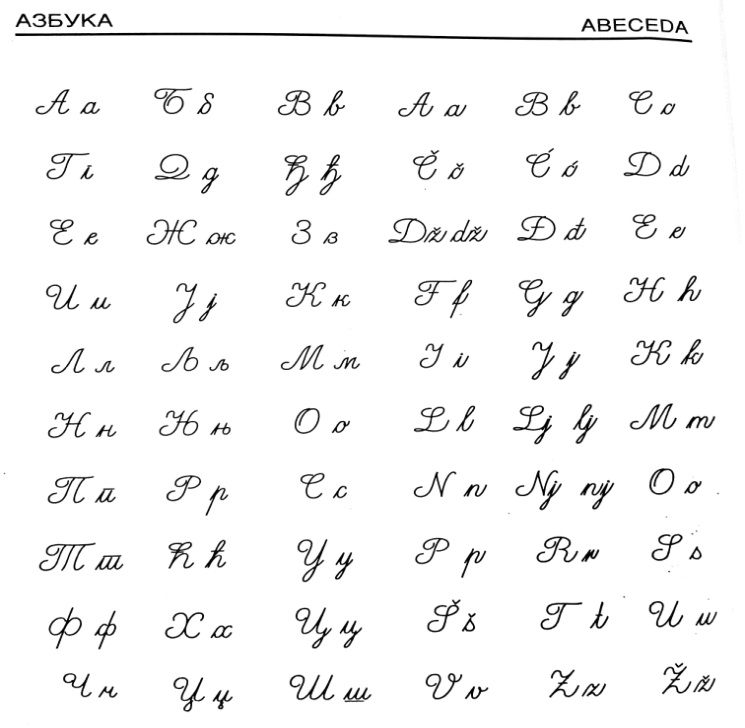 АЗБУКА ABECEDA
А а Б б В в A a B b C c
Г г Д д Ђ ђ Č č Ć ć D d
Е е Ж ж З з Dž dž Đ đ E e
И и Ј ј К к F f G g H h
Л л Љ љ М м I i J j K k
Н н Њ њ О о L l Lj lj M m
П п Р р С с N n Nj nj O o
Т т Ћ ћ У у P p R r S s
Ф ф Х х Ц ц Š š T t U u
Ч ч Џ џ Ш ш V v Z z Ž ž